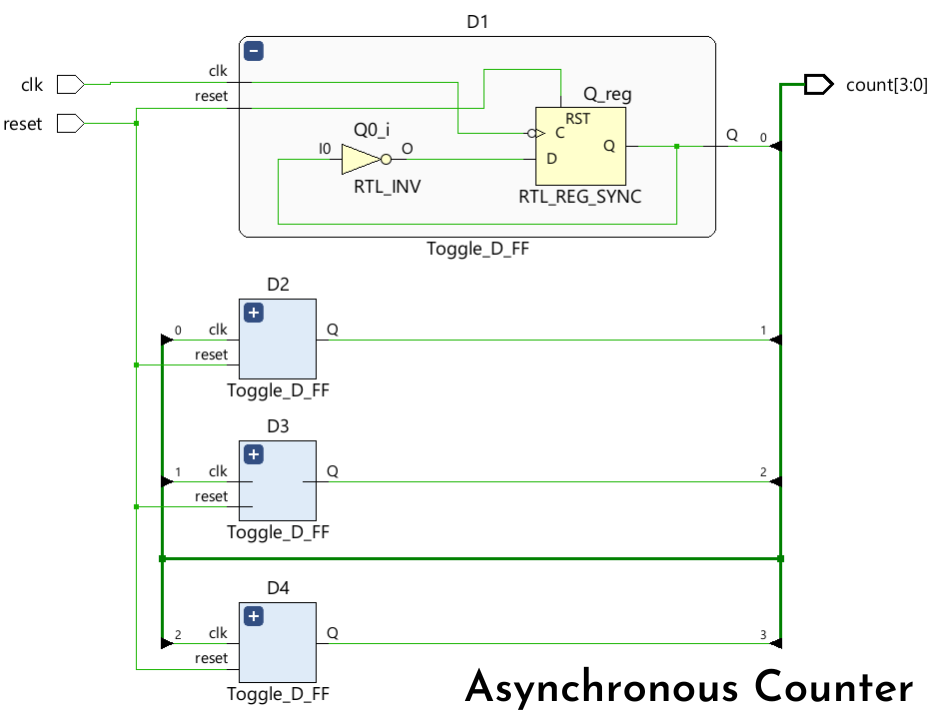 D1
clk
reset
clk
reset
Q0_i
I0
O
RTL_INV
Q_reg
RST
C
D
Q
RTL_REG_SYNC
Q
0
count[3:0]
Toggle_D_FF
D2
0
clk
reset
Q
1
Toggle_D_FF
D3
1
clk
reset
Q
2
Toggle_D_FF
D4
2
clk
reset
Q
3
Toggle_D_FF
Asynchronous Counter